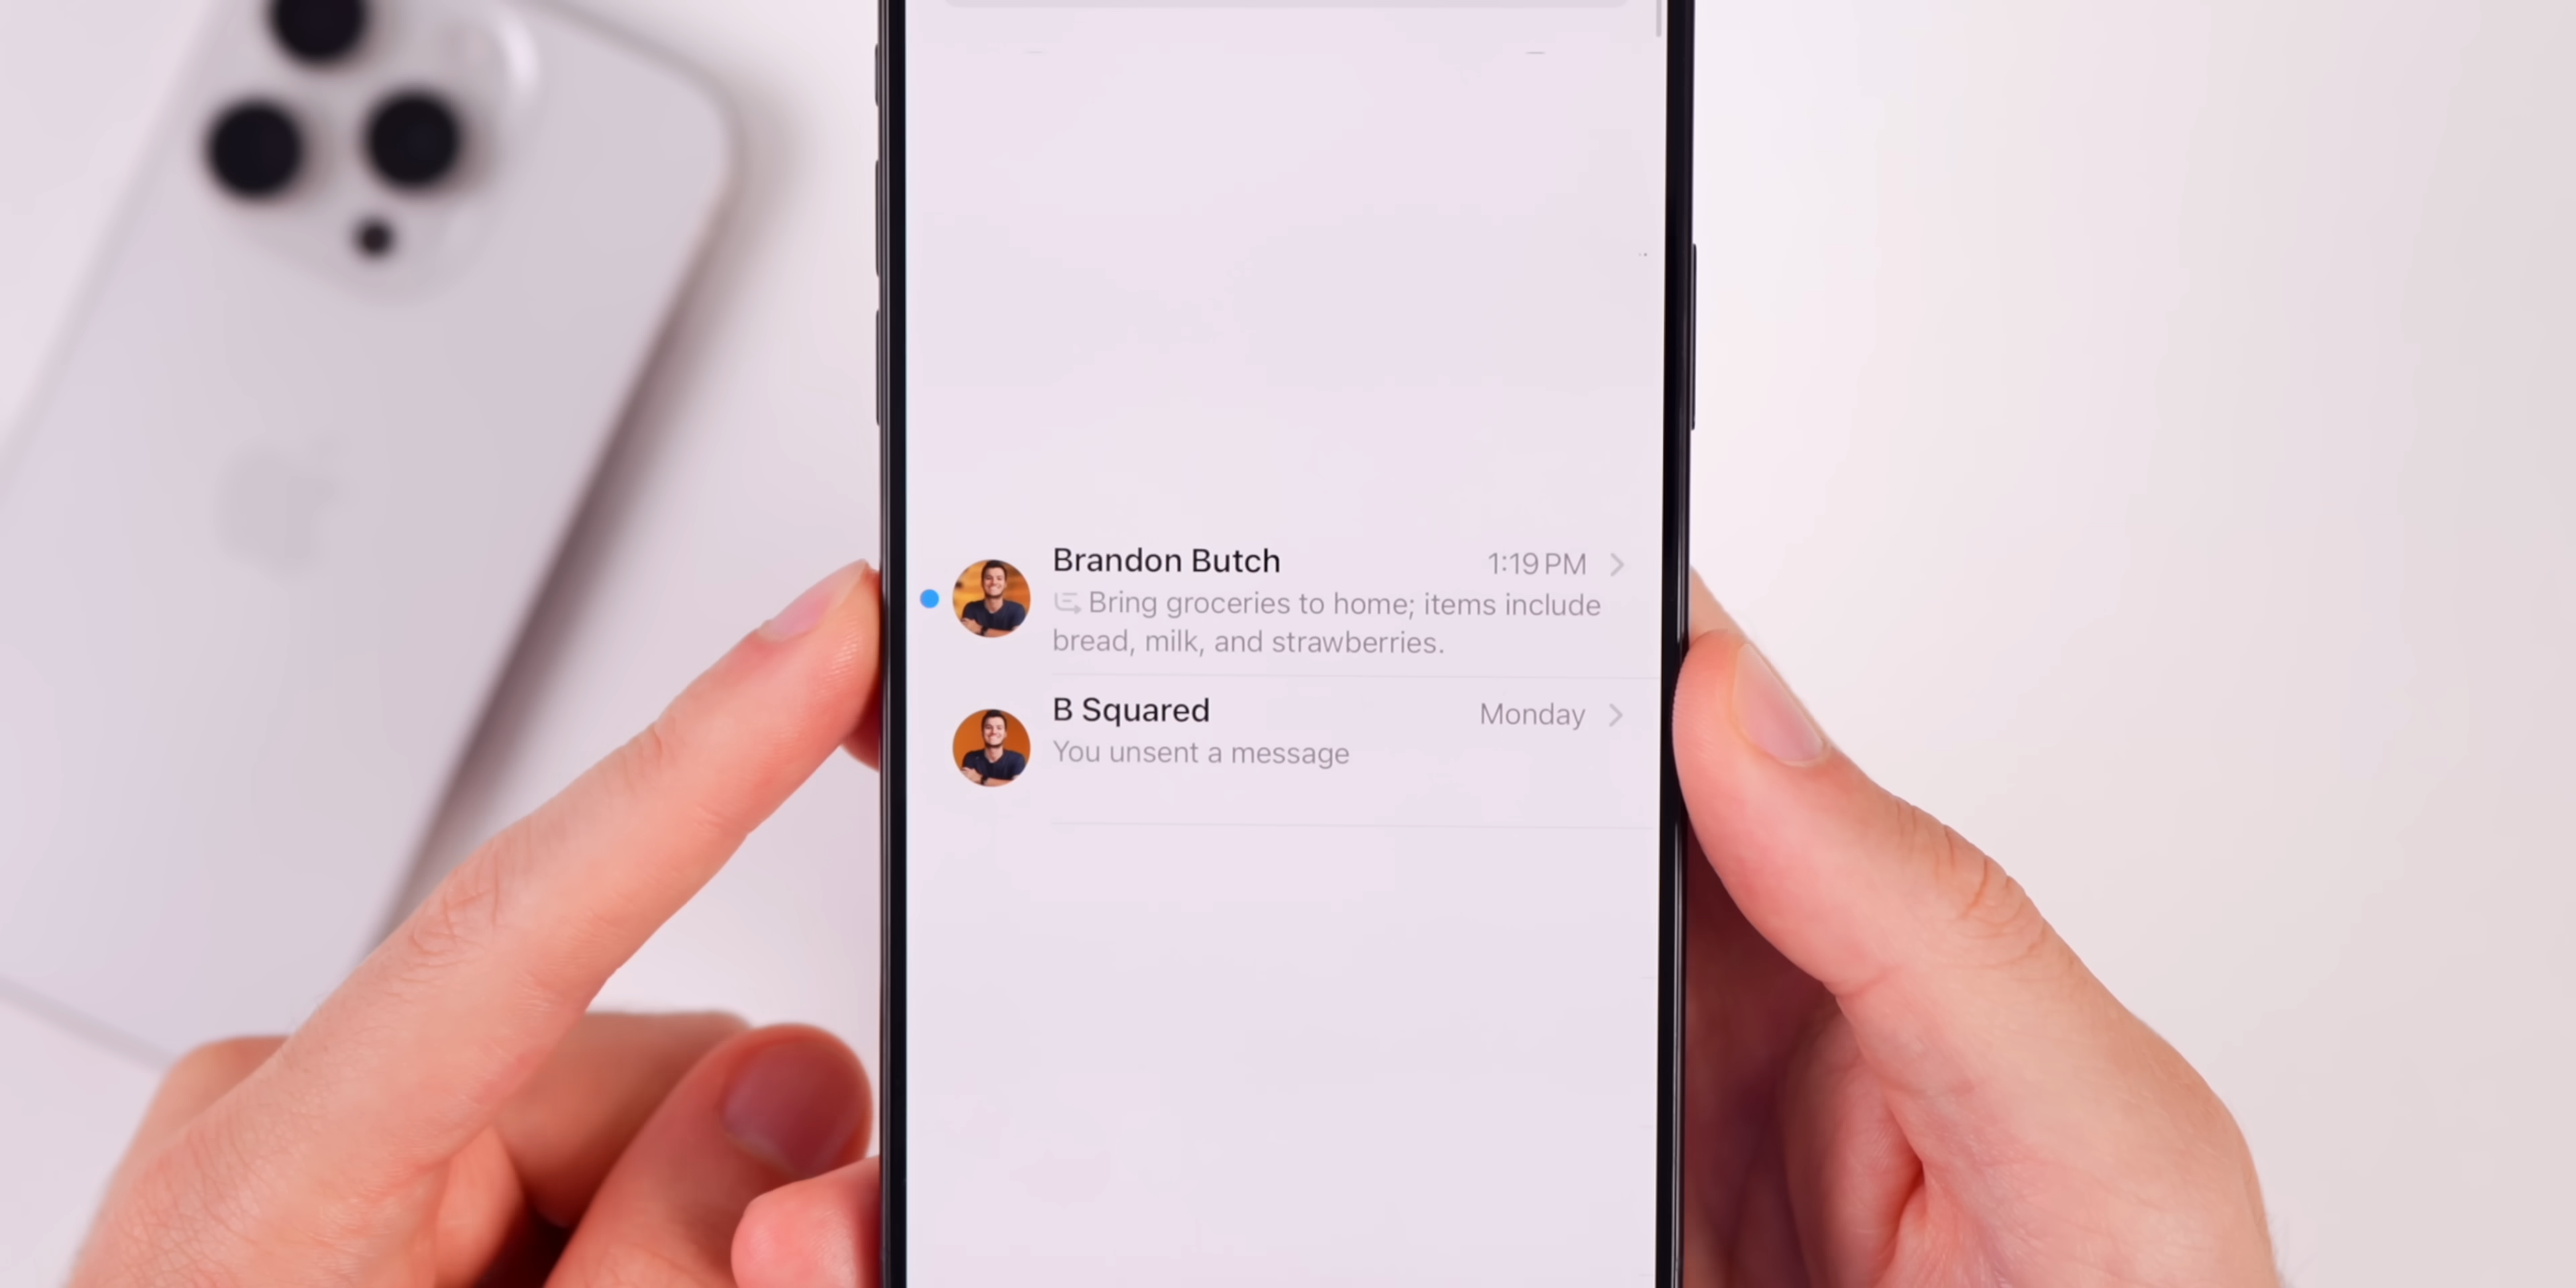 Brandon Butch
1:19 PM
Bring groceries to home; items include
bread, milk, and strawberries.
B Squared
Monday
You unsent a message